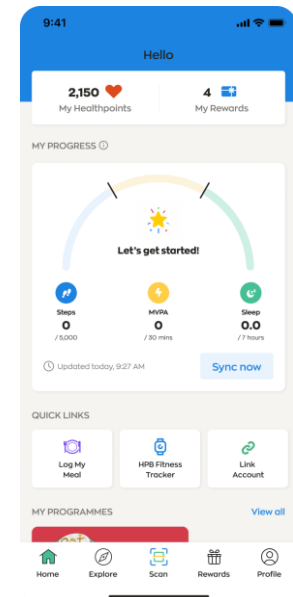 9:41
Hello
2,150
4
My Healthpoints
My Rewards
MY PROGRESS
Let's get started!
Steps
MVPA
Sleep
0
0
0.0
/ 5,000
/ 30 mins
/ 7 hours
Updated today, 9:27 AM
Sync now
QUICK LINKS
Log My
Meal
HPB Fitness
Tracker
Link
Account
MY PROGRAMMES
View all
Home
Explore
Scan
Rewards
Profile